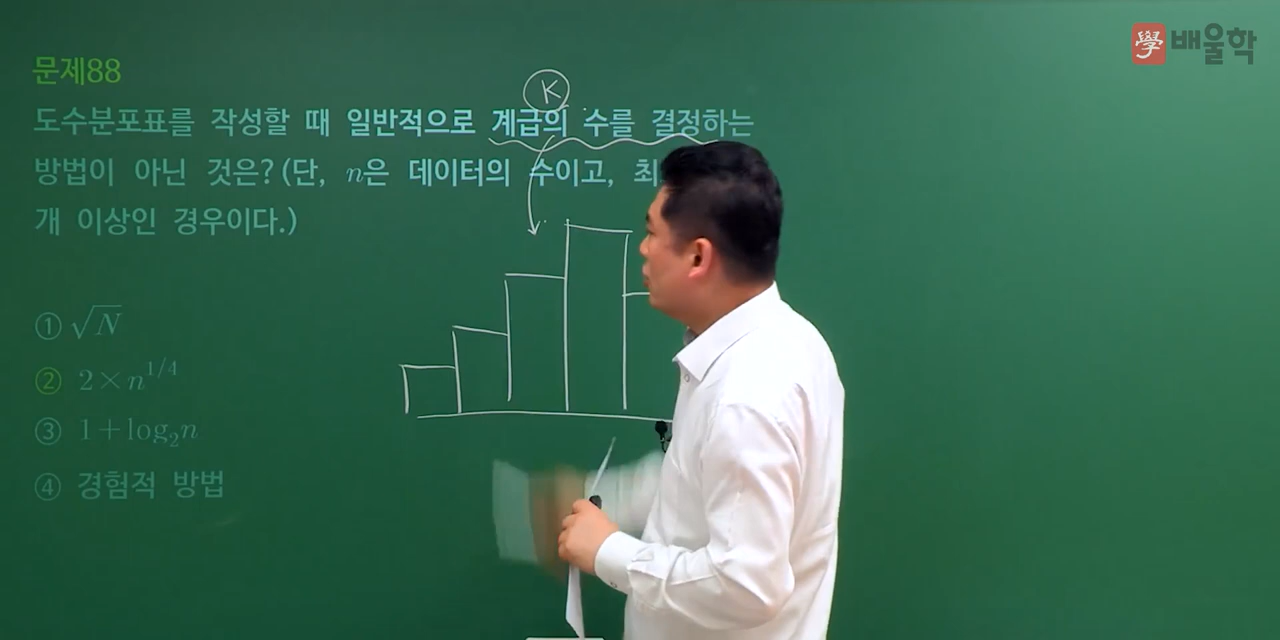 學 배울학
문제88
K
도수분포표를 작성할 때 일반적으로 계급의 수를 결정하는
방법이 아닌 것은? (단, n은 데이터의 수이고, 최
개 이상인 경우이다.)
① √N
② 2×n^{1/4}
③ 1+log₂n
④ 경험적 방법